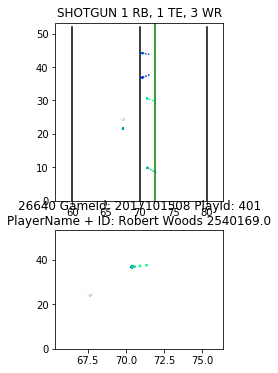 SHOTGUN 1 RB, 1 TE, 3 WR
50
40
30
20
10
0
60 65 70 75 80
26640 GameId: 2017101508 PlayId: 401
PlayerName + ID: Robert Woods 2540169.0
40
20
0
67.5 70.0 72.5 75.0